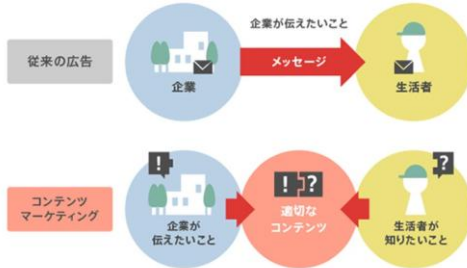 企業が伝えたいこと
従来の広告
メッセージ
企業
生活者
!
?
!?
コンテンツ
マーケティング
適切な
コンテンツ
企業が
伝えたいこと
生活者が
知りたいこと